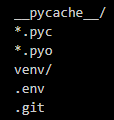 __pycache__/
*.pyc
*.pyo
venv/
.env
.git